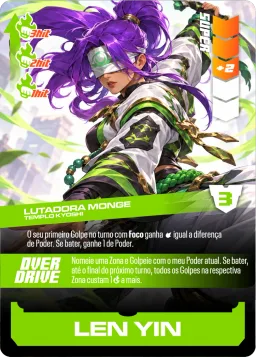 3hit
2hit
1hit
SUPER
+2
3
LUTADORA MONGE
TEMPLO KYOSHI
O seu primeiro Golpe no turno com Foco ganha igual a diferença
de Poder. Se bater, ganhe 1 de Poder.
OVER
DRIVE
Nomeie uma Zona e Golpeie com o meu Poder atual. Se bater,
até o final do próximo turno, todos os Golpes na respectiva
Zona custam 1 a mais.
LEN YIN